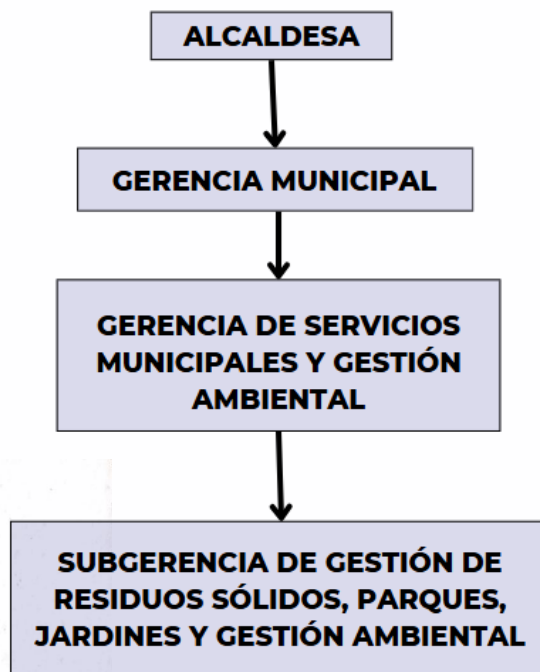 ALCALDESA
GERENCIA MUNICIPAL
GERENCIA DE SERVICIOS
MUNICIPALES Y GESTIÓN
AMBIENTAL
SUBGERENCIA DE GESTIÓN DE
RESIDUOS SÓLIDOS, PARQUES,
JARDINES Y GESTIÓN AMBIENTAL